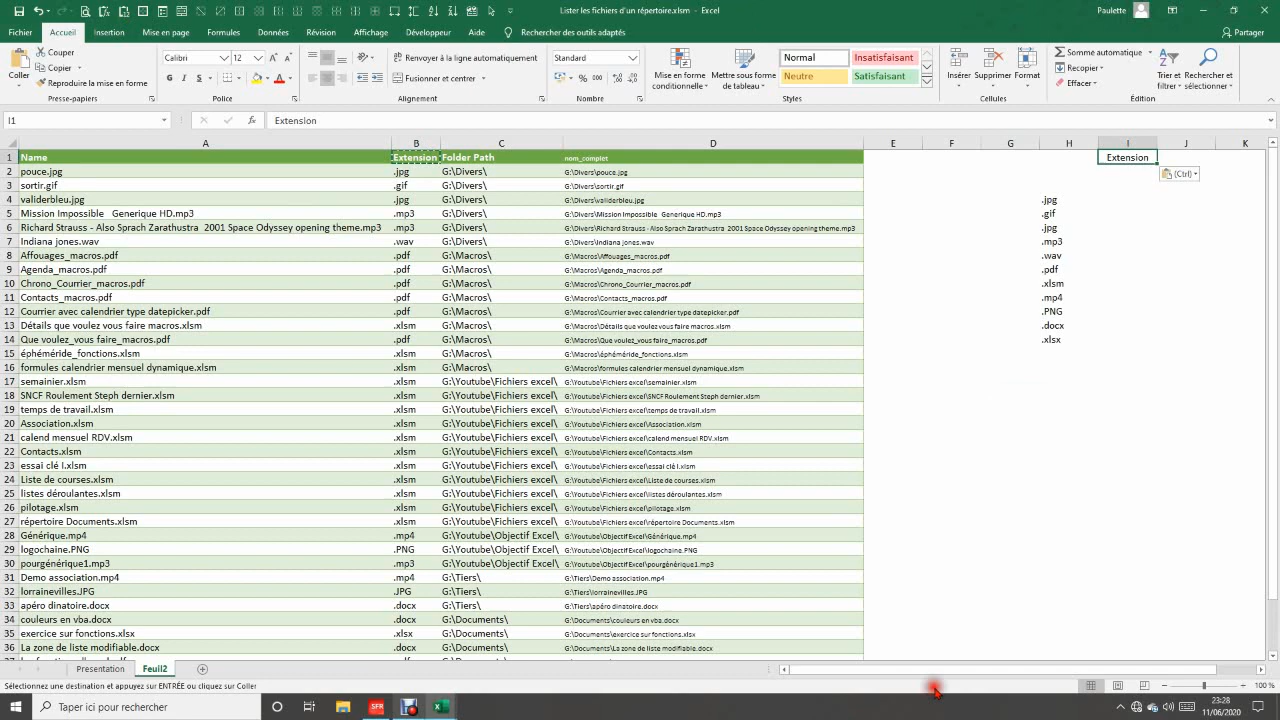 Lister les fichiers d'un répertoire.xlsm - Excel
Paulette
Fichier Accueil Insertion Mise en page Formules Données Révision Affichage Développeur Aide Rechercher des outils adaptés Partager
Coller Couper Copier Reproduire la mise en forme Presse-papiers
Calibri 12 G I S Police
Renvoyer à la ligne automatiquement Fusionner et centrer Alignement
Standard % 000 Nombre
Mise en forme conditionnelle Mettre sous forme de tableau
Normal Insatisfaisant Neutre Satisfaisant Styles
Insérer Supprimer Format Cellules
Somme automatique Recopier Effacer Trier et filtrer Rechercher et sélectionner Édition
I1 fx Extension
A B C D E F G H I J K
1 Name Extension Folder Path nom_complet Extension
2 pouce.jpg .jpg G:\Divers\ G:\Divers\pouce.jpg (Ctrl)
3 sortir.gif .gif G:\Divers\ G:\Divers\sortir.gif
4 validerbleu.jpg .jpg G:\Divers\ G:\Divers\validerbleu.jpg .jpg
5 Mission Impossible Generique HD.mp3 .mp3 G:\Divers\ G:\Divers\Mission Impossible Generique HD.mp3 .gif
6 Richard Strauss - Also Sprach Zarathustra 2001 Space Odyssey opening theme.mp3 .mp3 G:\Divers\ G:\Divers\Richard Strauss - Also Sprach Zarathustra 2001 Space Odyssey opening theme.mp3 .jpg
7 Indiana jones.wav .wav G:\Divers\ G:\Divers\Indiana jones.wav .mp3
8 Affouages_macros.pdf .pdf G:\Macros\ G:\Macros\Affouages_macros.pdf .wav
9 Agenda_macros.pdf .pdf G:\Macros\ G:\Macros\Agenda_macros.pdf .pdf
10 Chrono_Courrier_macros.pdf .pdf G:\Macros\ G:\Macros\Chrono_Courrier_macros.pdf .xlsm
11 Contacts_macros.pdf .pdf G:\Macros\ G:\Macros\Contacts_macros.pdf .mp4
12 Courrier avec calendrier type datepicker.pdf .pdf G:\Macros\ G:\Macros\Courrier avec calendrier type datepicker.pdf .PNG
13 Détails que voulez vous faire macros.xlsm .xlsm G:\Macros\ G:\Macros\Détails que voulez vous faire macros.xlsm .docx
14 Que voulez_vous faire_macros.pdf .pdf G:\Macros\ G:\Macros\Que voulez_vous faire_macros.pdf .xlsx
15 éphéméride_fonctions.xlsm .xlsm G:\Macros\ G:\Macros\éphéméride_fonctions.xlsm
16 formules calendrier mensuel dynamique.xlsm .xlsm G:\Macros\ G:\Macros\formules calendrier mensuel dynamique.xlsm
17 semainier.xlsm .xlsm G:\Youtube\Fichiers excel\ G:\Youtube\Fichiers excel\semainier.xlsm
18 SNCF Roulement Steph dernier.xlsm .xlsm G:\Youtube\Fichiers excel\ G:\Youtube\Fichiers excel\SNCF Roulement Steph dernier.xlsm
19 temps de travail.xlsm .xlsm G:\Youtube\Fichiers excel\ G:\Youtube\Fichiers excel\temps de travail.xlsm
20 Association.xlsm .xlsm G:\Youtube\Fichiers excel\ G:\Youtube\Fichiers excel\Association.xlsm
21 calend mensuel RDV.xlsm .xlsm G:\Youtube\Fichiers excel\ G:\Youtube\Fichiers excel\calend mensuel RDV.xlsm
22 Contacts.xlsm .xlsm G:\Youtube\Fichiers excel\ G:\Youtube\Fichiers excel\Contacts.xlsm
23 essai clé I.xlsm .xlsm G:\Youtube\Fichiers excel\ G:\Youtube\Fichiers excel\essai clé I.xlsm
24 Liste de courses.xlsm .xlsm G:\Youtube\Fichiers excel\ G:\Youtube\Fichiers excel\Liste de courses.xlsm
25 listes déroulantes.xlsm .xlsm G:\Youtube\Fichiers excel\ G:\Youtube\Fichiers excel\listes déroulantes.xlsm
26 pilotage.xlsm .xlsm G:\Youtube\Fichiers excel\ G:\Youtube\Fichiers excel\pilotage.xlsm
27 répertoire Documents.xlsm .xlsm G:\Youtube\Fichiers excel\ G:\Youtube\Fichiers excel\répertoire Documents.xlsm
28 Générique.mp4 .mp4 G:\Youtube\Objectif Excel\ G:\Youtube\Objectif Excel\Générique.mp4
29 logochaine.PNG .PNG G:\Youtube\Objectif Excel\ G:\Youtube\Objectif Excel\logochaine.PNG
30 pourgénérique1.mp3 .mp3 G:\Youtube\Objectif Excel\ G:\Youtube\Objectif Excel\pourgénérique1.mp3
31 Demo association.mp4 .mp4 G:\Tiers\ G:\Tiers\Demo association.mp4
32 lorrainevilles.JPG .JPG G:\Tiers\ G:\Tiers\lorrainevilles.JPG
33 apéro dinatoire.docx .docx G:\Tiers\ G:\Tiers\apéro dinatoire.docx
34 couleurs en vba.docx .docx G:\Documents\ G:\Documents\couleurs en vba.docx
35 exercice sur fonctions.xlsx .xlsx G:\Documents\ G:\Documents\exercice sur fonctions.xlsx
36 La zone de liste modifiable.docx .docx G:\Documents\ G:\Documents\La zone de liste modifiable.docx
Presentation Feuil2
Sélectionnez une destination et appuyez sur ENTRÉE ou cliquez sur Coller 100 %
Taper ici pour rechercher SFR 23:28
11/06/2020